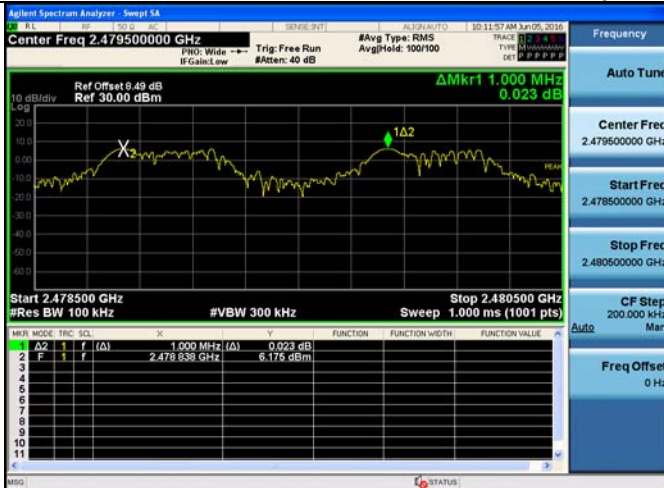 Agilent Spectrum Analyzer - Swept SA
RL RF 50 Ω AC SENSE:INT ALIGN AUTO 10:11:57 AM Jun 05, 2016
Center Freq 2.479500000 GHz
PNO: Wide
IFGain:Low
Trig: Free Run
#Atten: 40 dB
#Avg Type: RMS
Avg|Hold: 100/100
TRACE 1 2 3 4 5 6
TYPE M
DET P P P P P P
Frequency
Auto Tune
Ref Offset 8.49 dB
Ref 30.00 dBm
10 dB/div
Log
ΔMkr1 1.000 MHz
0.023 dB
20.0
10.0
0.00
-10.0
-20.0
-30.0
-40.0
-50.0
-60.0
X2
1Δ2
PEAK
Start 2.478500 GHz
Stop 2.480500 GHz
#Res BW 100 kHz
#VBW 300 kHz
Sweep 1.000 ms (1001 pts)
MKR MODE TRC SCL X Y FUNCTION FUNCTION WIDTH FUNCTION VALUE
1 Δ2 1 f (Δ) 1.000 MHz (Δ) 0.023 dB
2 F 1 f 2.478 838 GHz 6.175 dBm
3
4
5
6
7
8
9
10
11
Center Freq
2.479500000 GHz
Start Freq
2.478500000 GHz
Stop Freq
2.480500000 GHz
CF Step
200.000 kHz
Auto Man
Freq Offset
0 Hz
MSG
STATUS